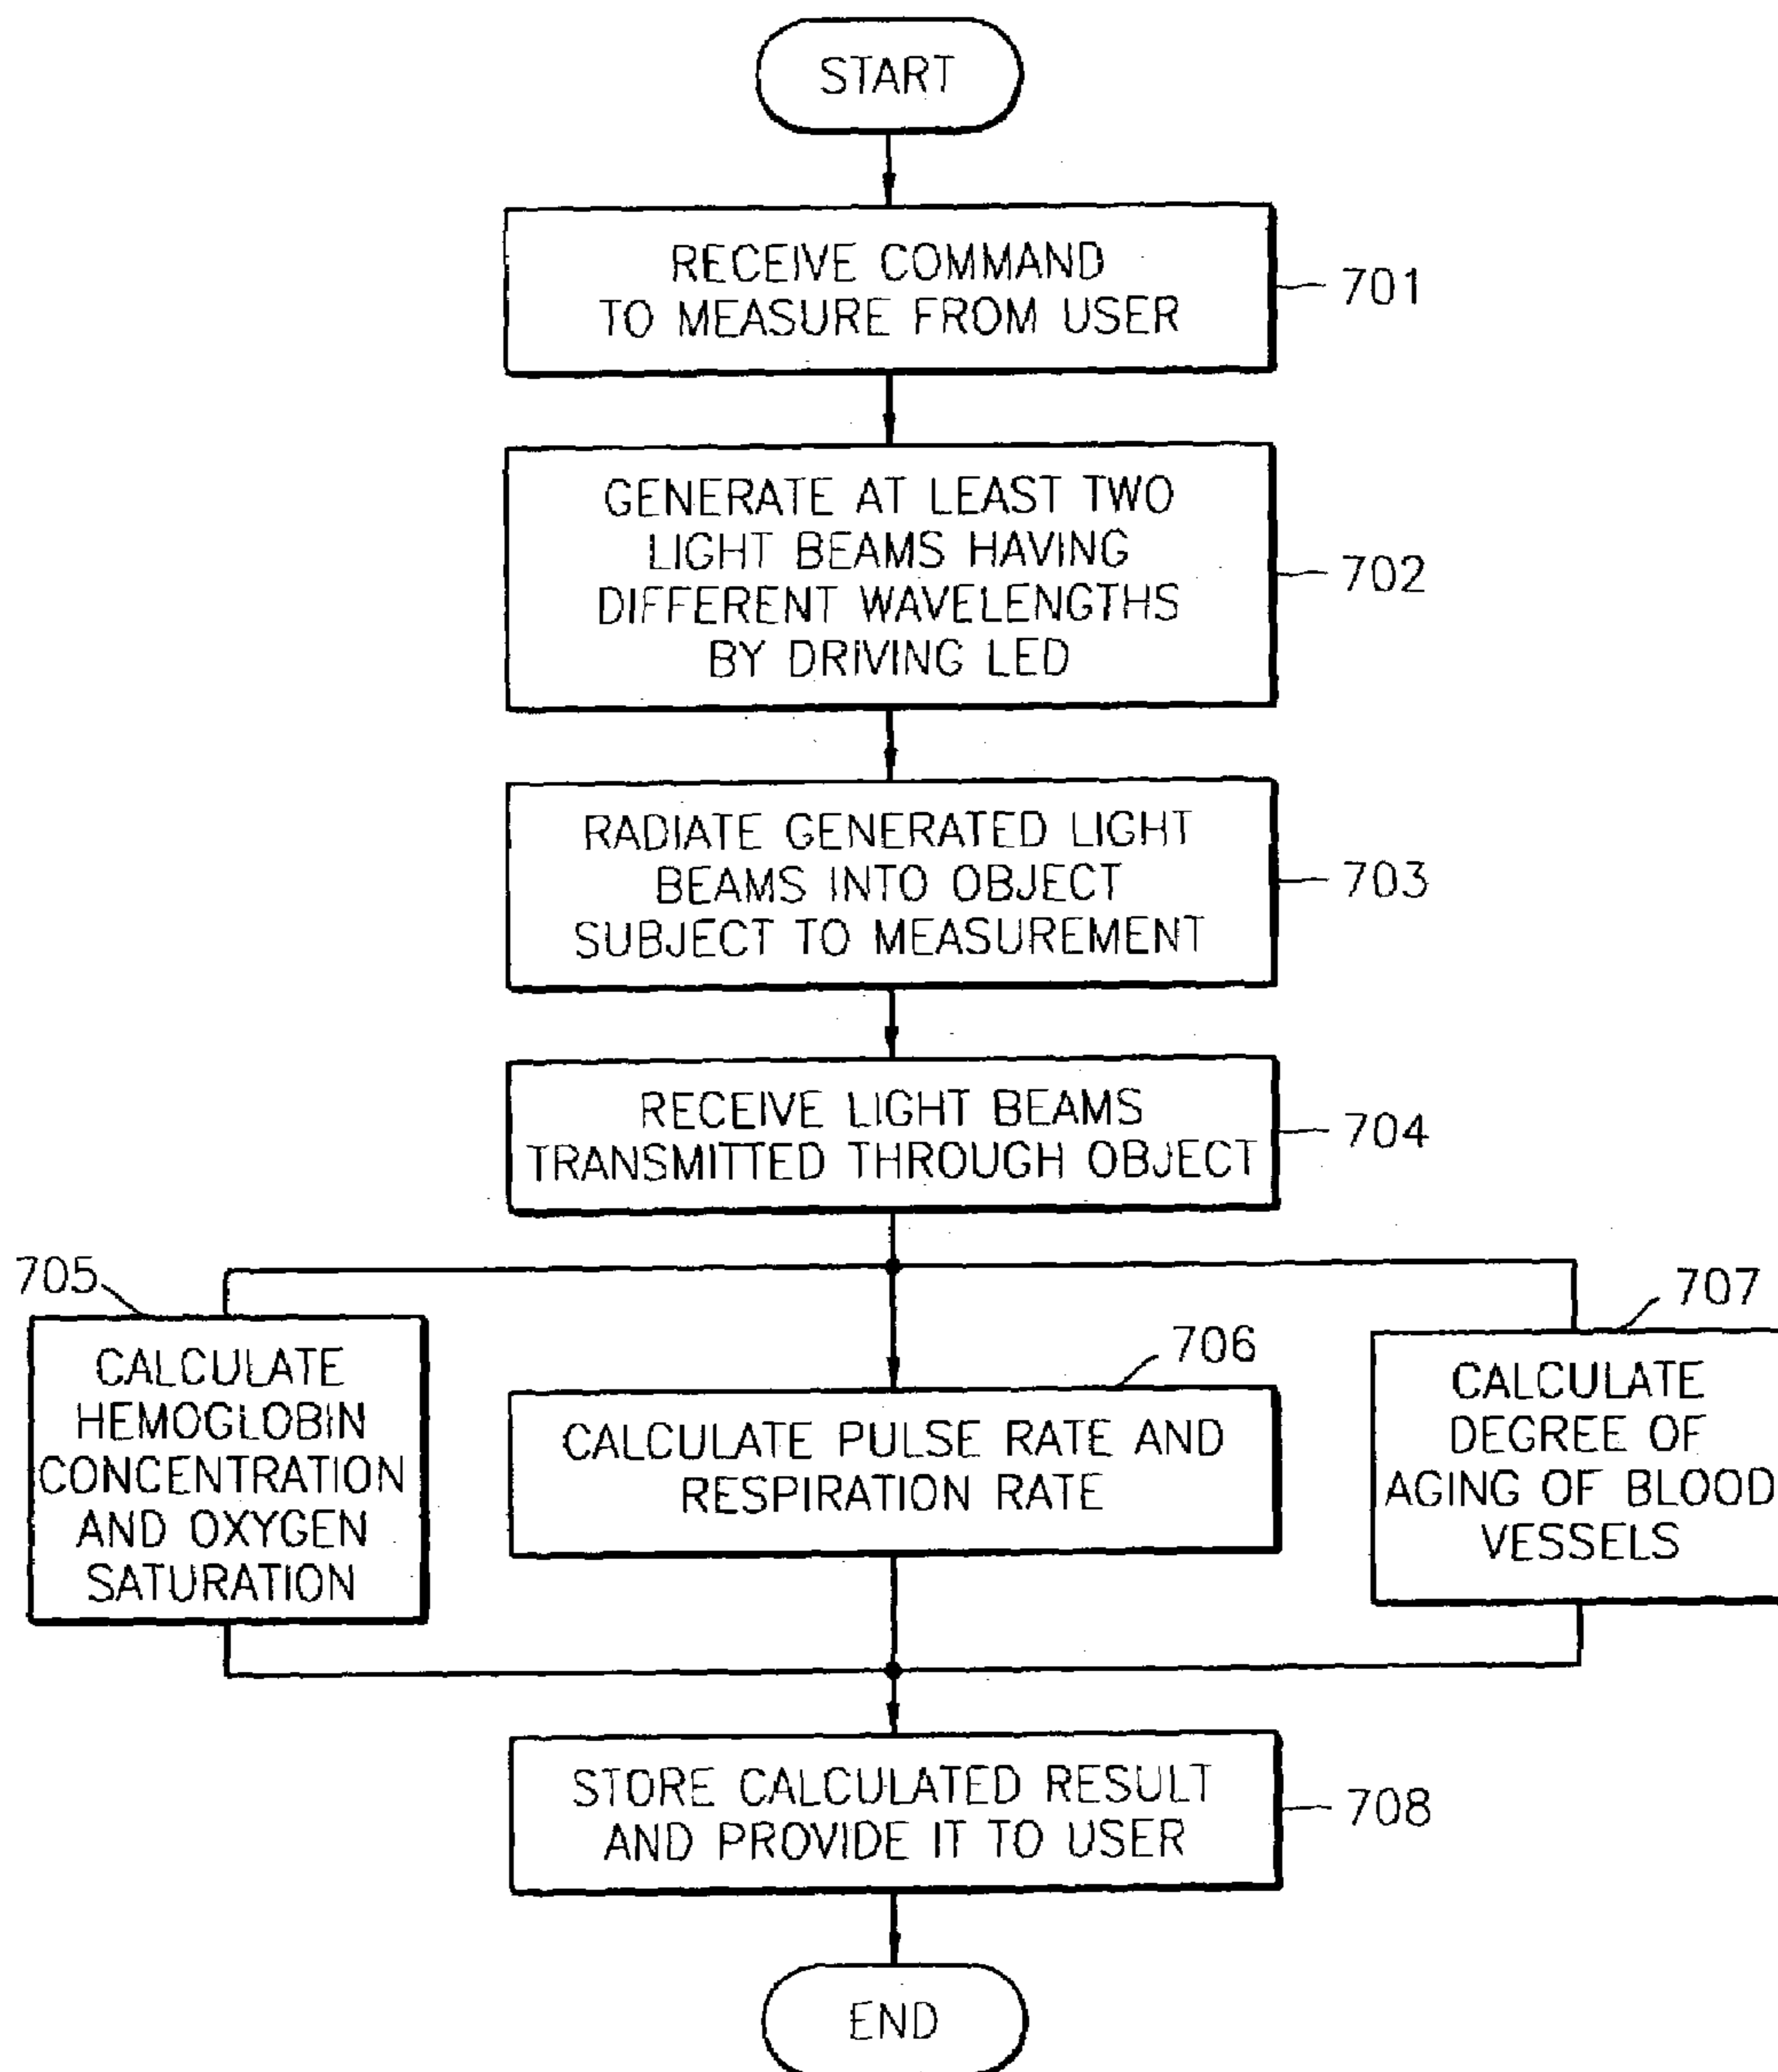 START
RECEIVE COMMAND
TO MEASURE FROM USER
701
GENERATE AT LEAST TWO
LIGHT BEAMS HAVING
DIFFERENT WAVELENGTHS
BY DRIVING LED
702
RADIATE GENERATED LIGHT
BEAMS INTO OBJECT
SUBJECT TO MEASUREMENT
703
RECEIVE LIGHT BEAMS
TRANSMITTED THROUGH OBJECT
704
705
CALCULATE
HEMOGLOBIN
CONCENTRATION
AND OXYGEN
SATURATION
706
CALCULATE PULSE RATE AND
RESPIRATION RATE
707
CALCULATE
DEGREE OF
AGING OF BLOOD
VESSELS
STORE CALCULATED RESULT
AND PROVIDE IT TO USER
708
END